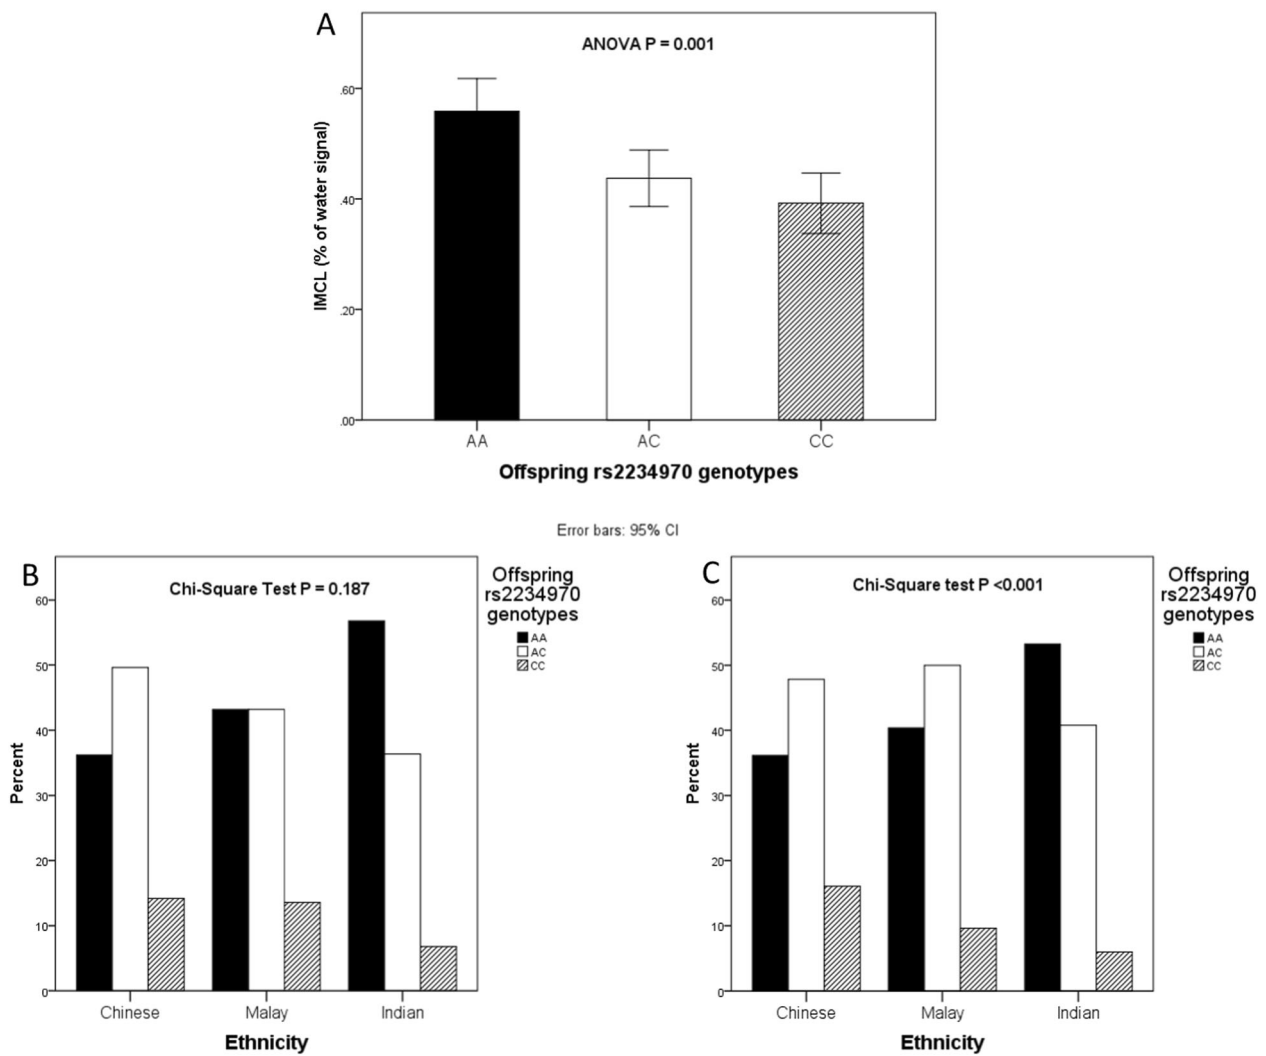 A
ANOVA P = 0.001
IMCL (% of water signal)
.60
.40
.20
.00
AA
AC
CC
Offspring rs2234970 genotypes
Error bars: 95% CI
B
Chi-Square Test P = 0.187
Percent
60
50
40
30
20
10
0
Chinese
Malay
Indian
Ethnicity
Offspring
rs2234970
genotypes
AA
AC
CC
C
Chi-Square test P <0.001
Percent
60
50
40
30
20
10
0
Chinese
Malay
Indian
Ethnicity
Offspring
rs2234970
genotypes
AA
AC
CC